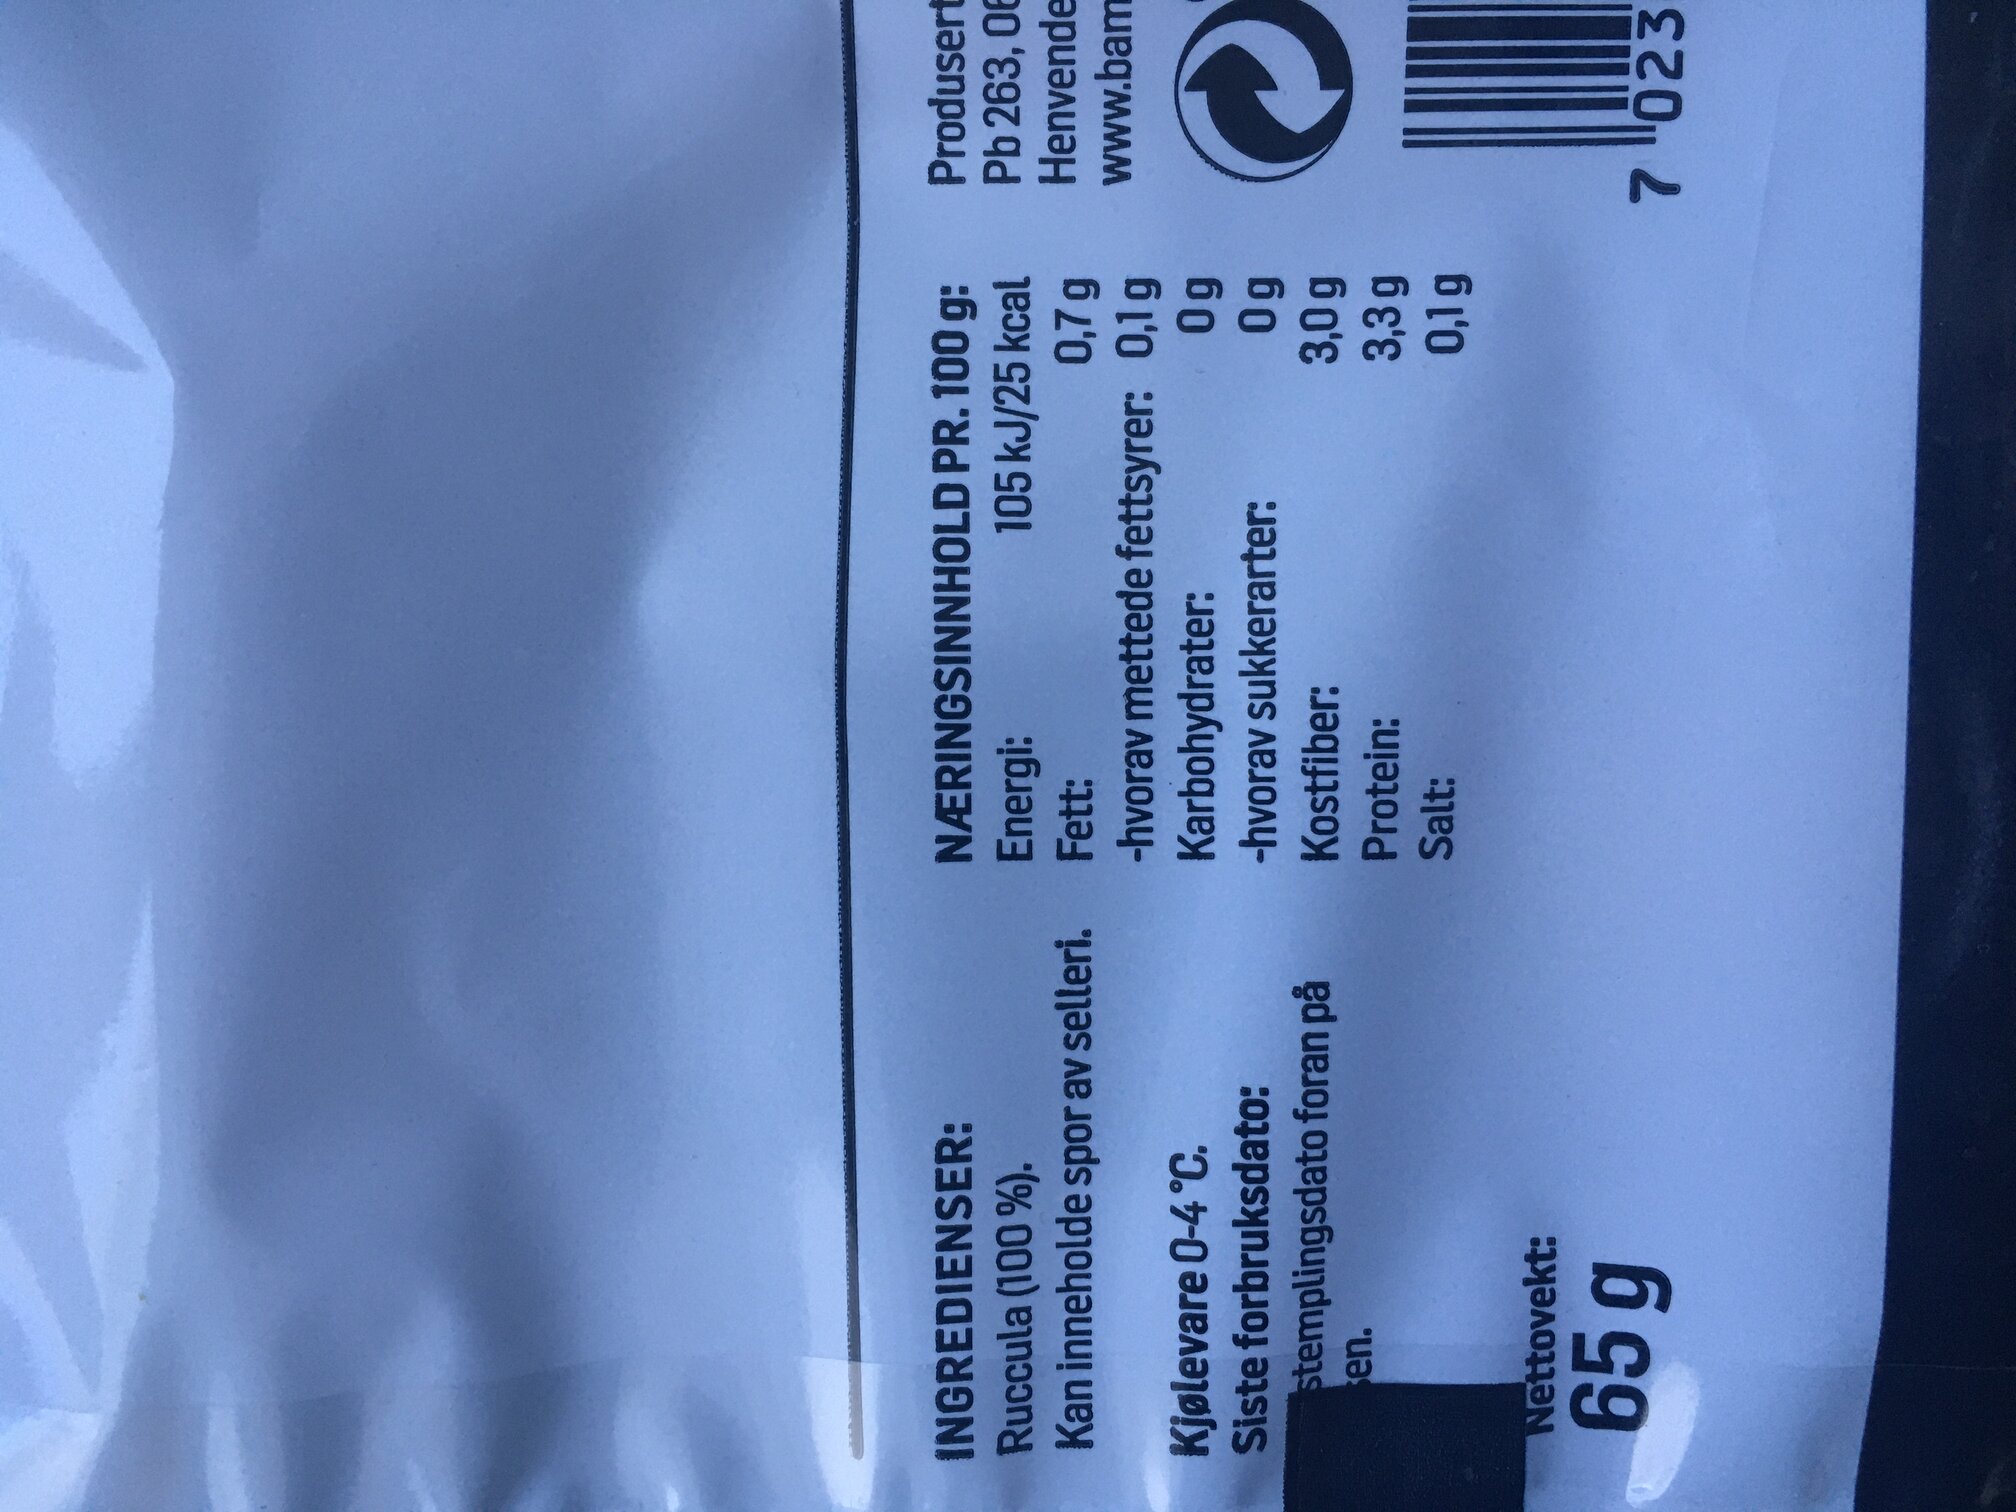 INGREDIENSER:
Ruccula (100 %).
Kan inneholde spor av selleri.
Kjølevare 0-4 °C.
Siste forbruksdato:
stemplingsdato foran på
sen.
Nettovekt:
65 g
NÆRINGSINNHOLD PR. 100 g:
Energi: 105 kJ/25 kcal
Fett: 0,7 g
-hvorav mettede fettsyrer: 0,1 g
Karbohydrater: 0 g
-hvorav sukkerarter: 0 g
Kostfiber: 3,0 g
Protein: 3,3 g
Salt: 0,1 g
Produsert
Pb 263, 06
Henvende
www.bam
7 023